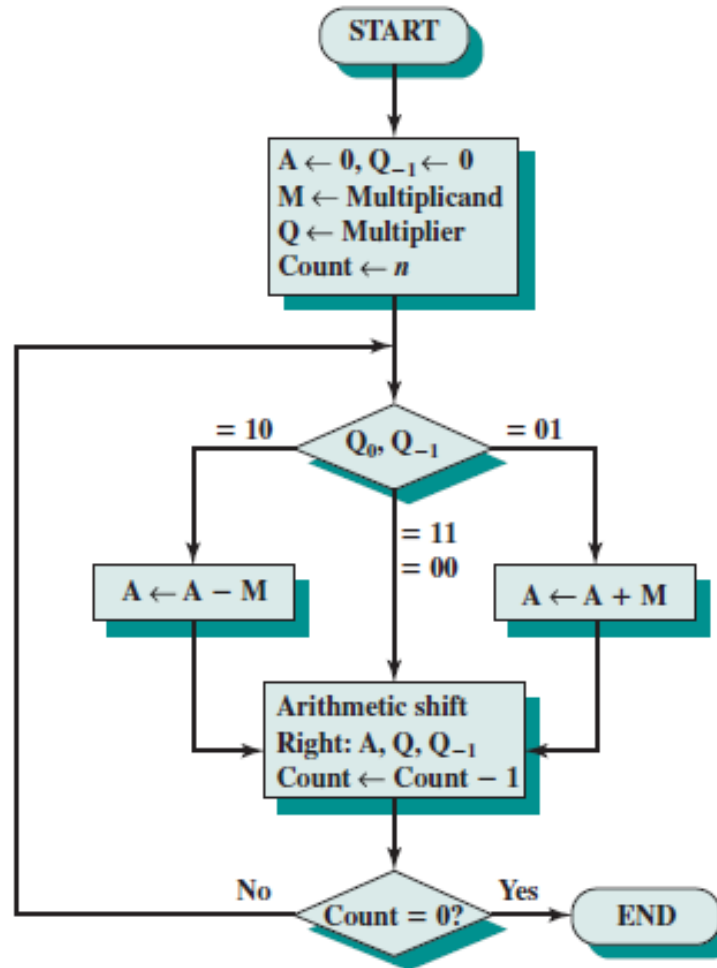 START
A ← 0, Q₋₁ ← 0
M ← Multiplicand
Q ← Multiplier
Count ← n
= 10
Q₀, Q₋₁
= 01
= 11
= 00
A ← A − M
A ← A + M
Arithmetic shift
Right: A, Q, Q₋₁
Count ← Count − 1
No
Count = 0?
Yes
END